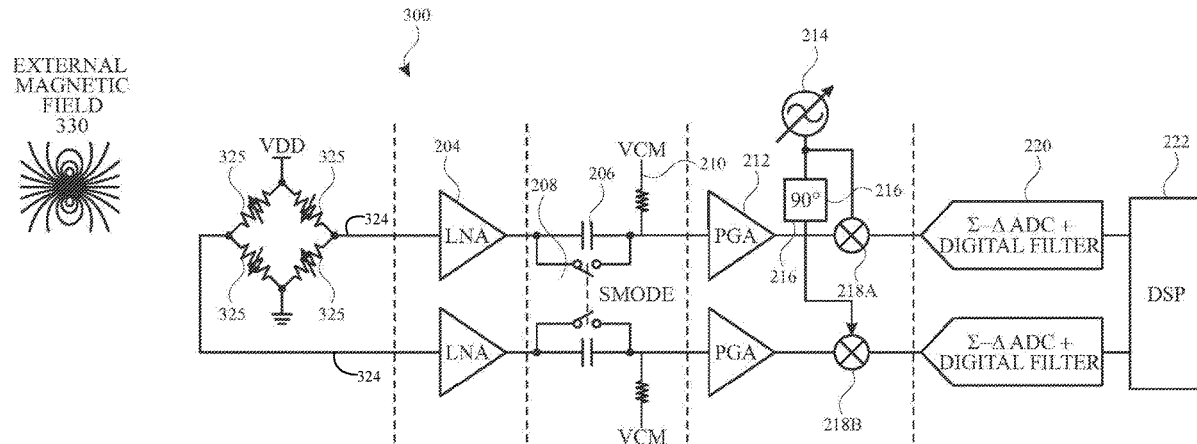 300
EXTERNAL
MAGNETIC
FIELD
330
VDD
325
325
325
325
324
324
204
LNA
LNA
206
208
VCM
210
SMODE
VCM
212
PGA
PGA
214
90°
216
216
218A
218B
220
Σ–Δ ADC +
DIGITAL FILTER
Σ–Δ ADC +
DIGITAL FILTER
222
DSP